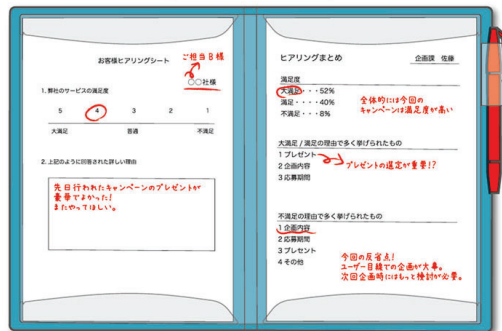 お客様ヒアリングシート
ご担当B様
○○社様
1. 弊社のサービスの満足度
5 4 3 2 1
大満足 普通 不満足
2. 上記のように回答された詳しい理由
先日行われたキャンペーンのプレゼントが
豪華でよかった!
またやってほしい。
ヒアリングまとめ
企画課 佐藤
満足度
大満足・・・52%
満足・・・・40%
不満足・・・8%
全体的には今回の
キャンペーンは満足度が高い
大満足/満足の理由で多く挙げられたもの
1 プレゼント
2 企画内容
3 応募期間
プレゼントの選定が重要!?
不満足の理由で多く挙げられたもの
1 企画内容
2 応募期間
3 プレゼント
4 その他
今回の反省点!
ユーザー目線での企画が大事。
次回企画時にはもっと検討が必要。